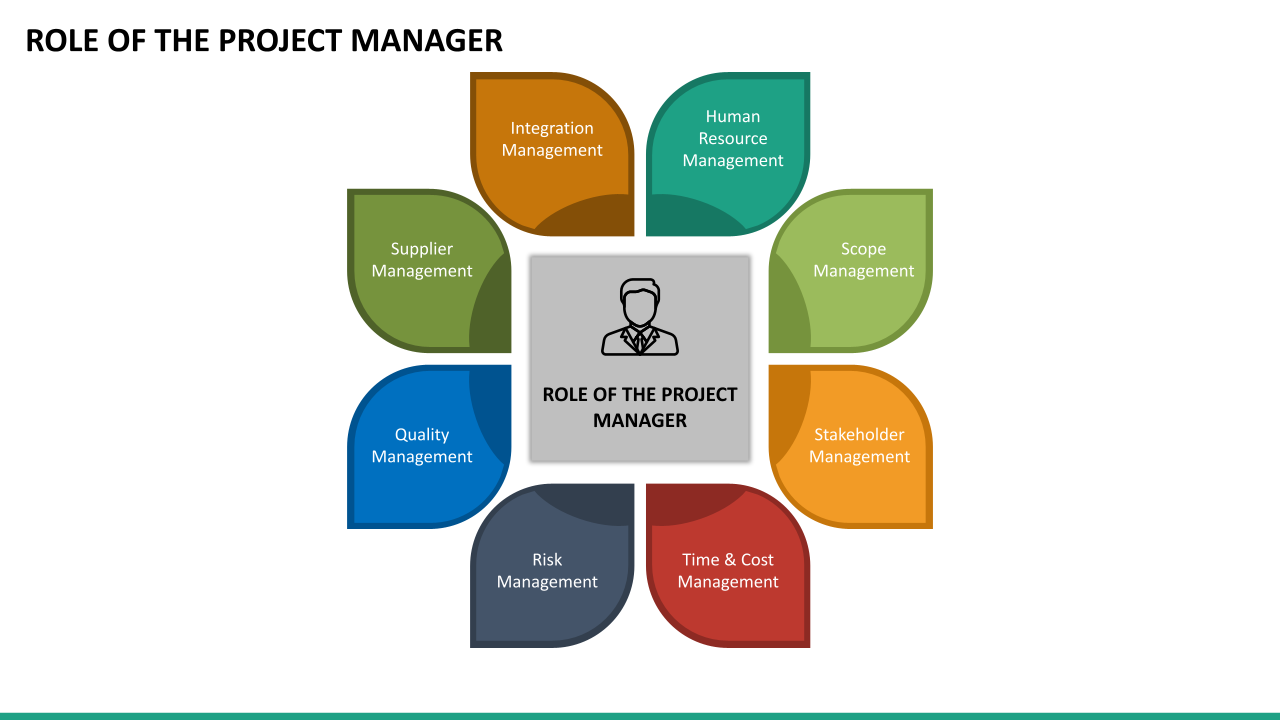 ROLE OF THE PROJECT MANAGER
Integration
Management
Human
Resource
Management
Supplier
Management
Scope
Management
ROLE OF THE PROJECT
MANAGER
Quality
Management
Stakeholder
Management
Risk
Management
Time & Cost
Management